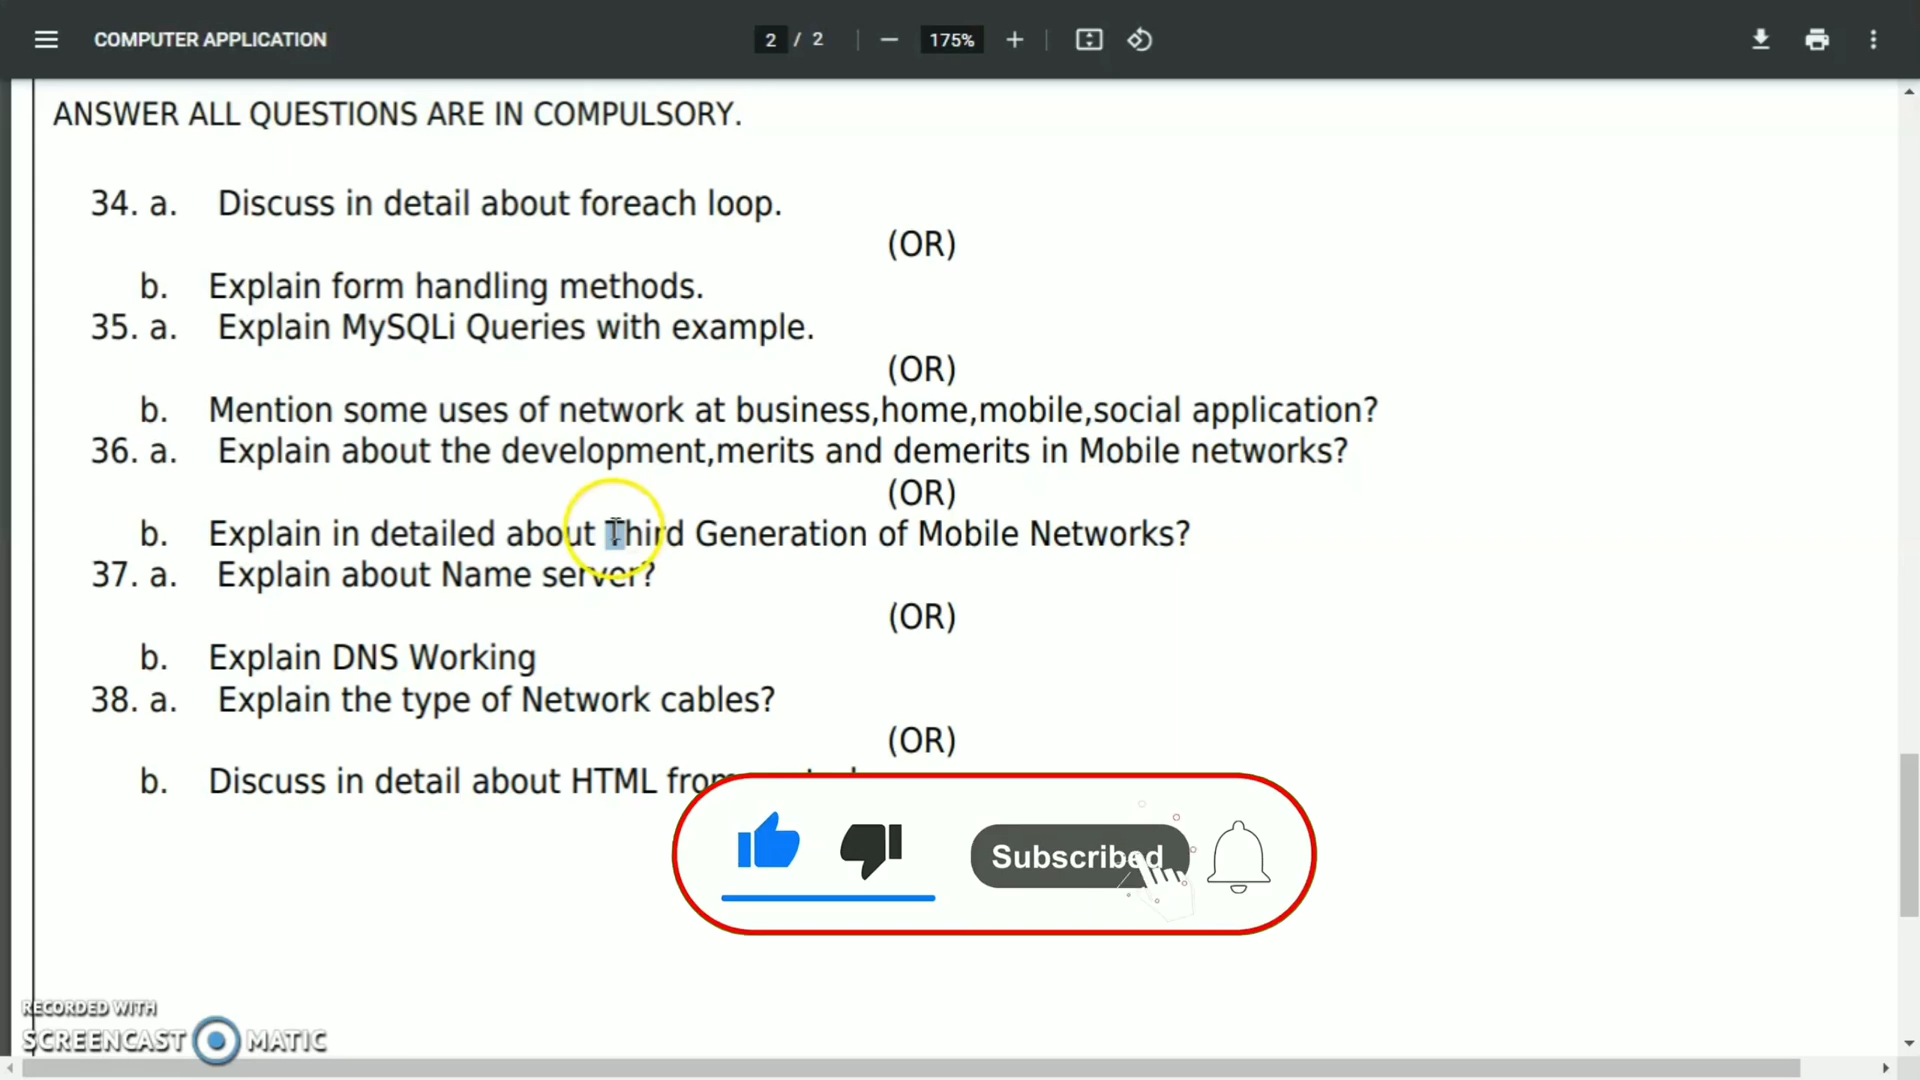 COMPUTER APPLICATION 2 / 2 175%
ANSWER ALL QUESTIONS ARE IN COMPULSORY.
34. a. Discuss in detail about foreach loop.
(OR)
b. Explain form handling methods.
35. a. Explain MySQLi Queries with example.
(OR)
b. Mention some uses of network at business,home,mobile,social application?
36. a. Explain about the development,merits and demerits in Mobile networks?
(OR)
b. Explain in detailed about Third Generation of Mobile Networks?
37. a. Explain about Name server?
(OR)
b. Explain DNS Working
38. a. Explain the type of Network cables?
(OR)
b. Discuss in detail about HTML
Subscribed
RECORDED WITH
SCREENCAST MATIC